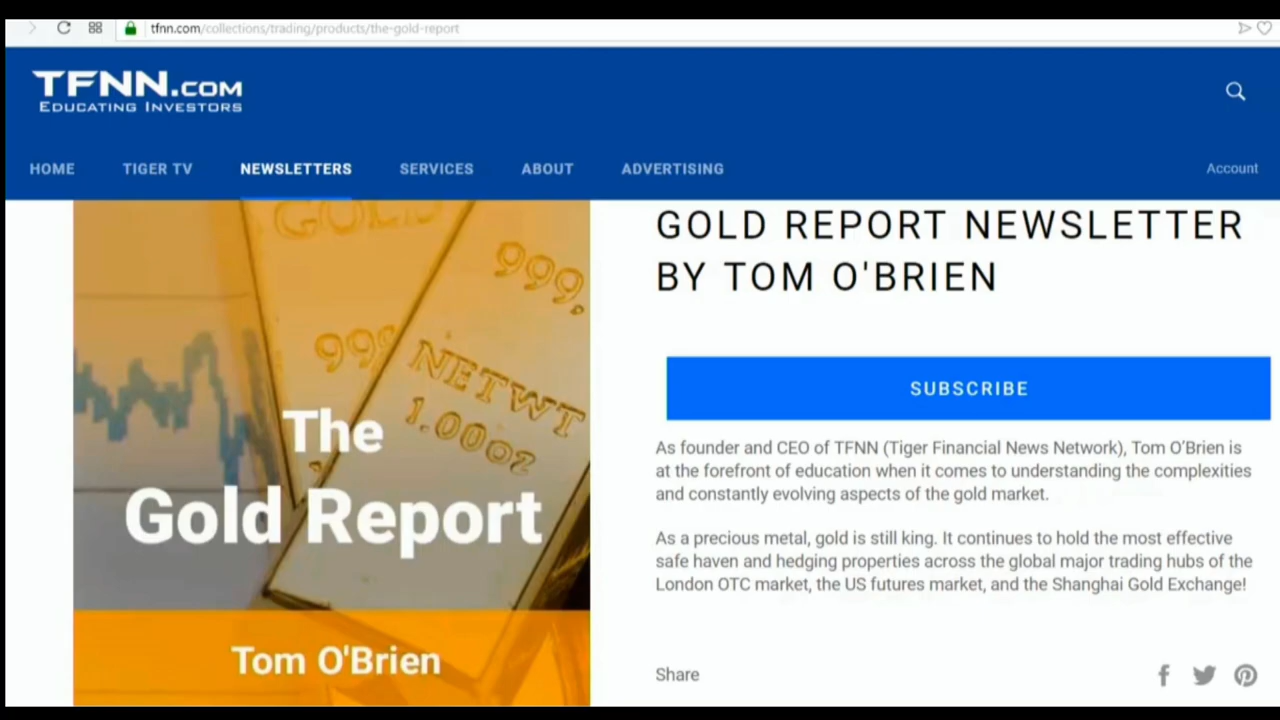 tfnn.com/collections/trading/products/the-gold-report
TFNN.COM
EDUCATING INVESTORS
HOME TIGER TV NEWSLETTERS SERVICES ABOUT ADVERTISING Account
GOLD REPORT NEWSLETTER
BY TOM O'BRIEN
GOLD
999,
999
NETWT
1.00OZ
The
Gold Report
Tom O'Brien
SUBSCRIBE
As founder and CEO of TFNN (Tiger Financial News Network), Tom O'Brien is
at the forefront of education when it comes to understanding the complexities
and constantly evolving aspects of the gold market.
As a precious metal, gold is still king. It continues to hold the most effective
safe haven and hedging properties across the global major trading hubs of the
London OTC market, the US futures market, and the Shanghai Gold Exchange!
Share